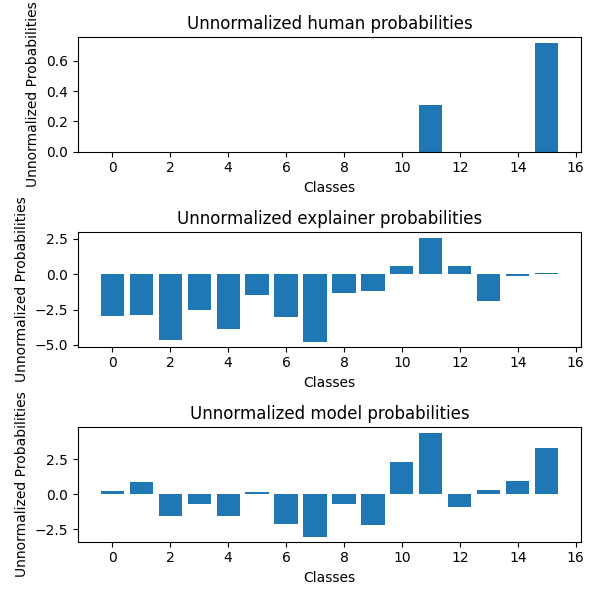 Unnormalized human probabilities
Unnormalized Probabilities
0.6
0.4
0.2
0.0
0 2 4 6 8 10 12 14 16
Classes
Unnormalized explainer probabilities
Unnormalized Probabilities
2.5
0.0
−2.5
−5.0
0 2 4 6 8 10 12 14 16
Classes
Unnormalized model probabilities
Unnormalized Probabilities
2.5
0.0
−2.5
0 2 4 6 8 10 12 14 16
Classes